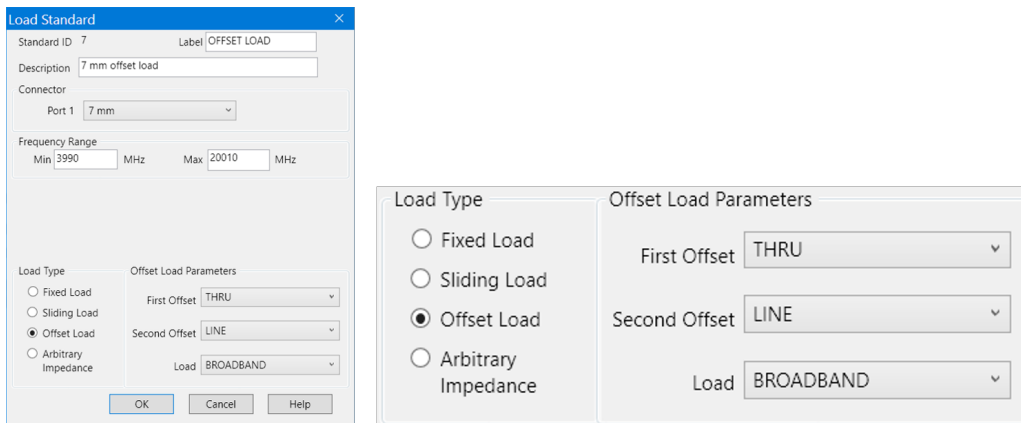 Load Standard
Standard ID 7 Label OFFSET LOAD
Description 7 mm offset load
Connector
Port 1 7 mm
Frequency Range
Min 3990 MHz Max 20010 MHz
Load Type Offset Load Parameters
Fixed Load
First Offset THRU
Sliding Load
Offset Load
Second Offset LINE
Arbitrary
Impedance
Load BROADBAND
OK Cancel Help
Load Type Offset Load Parameters
Fixed Load
First Offset THRU
Sliding Load
Offset Load
Second Offset LINE
Arbitrary
Impedance
Load BROADBAND